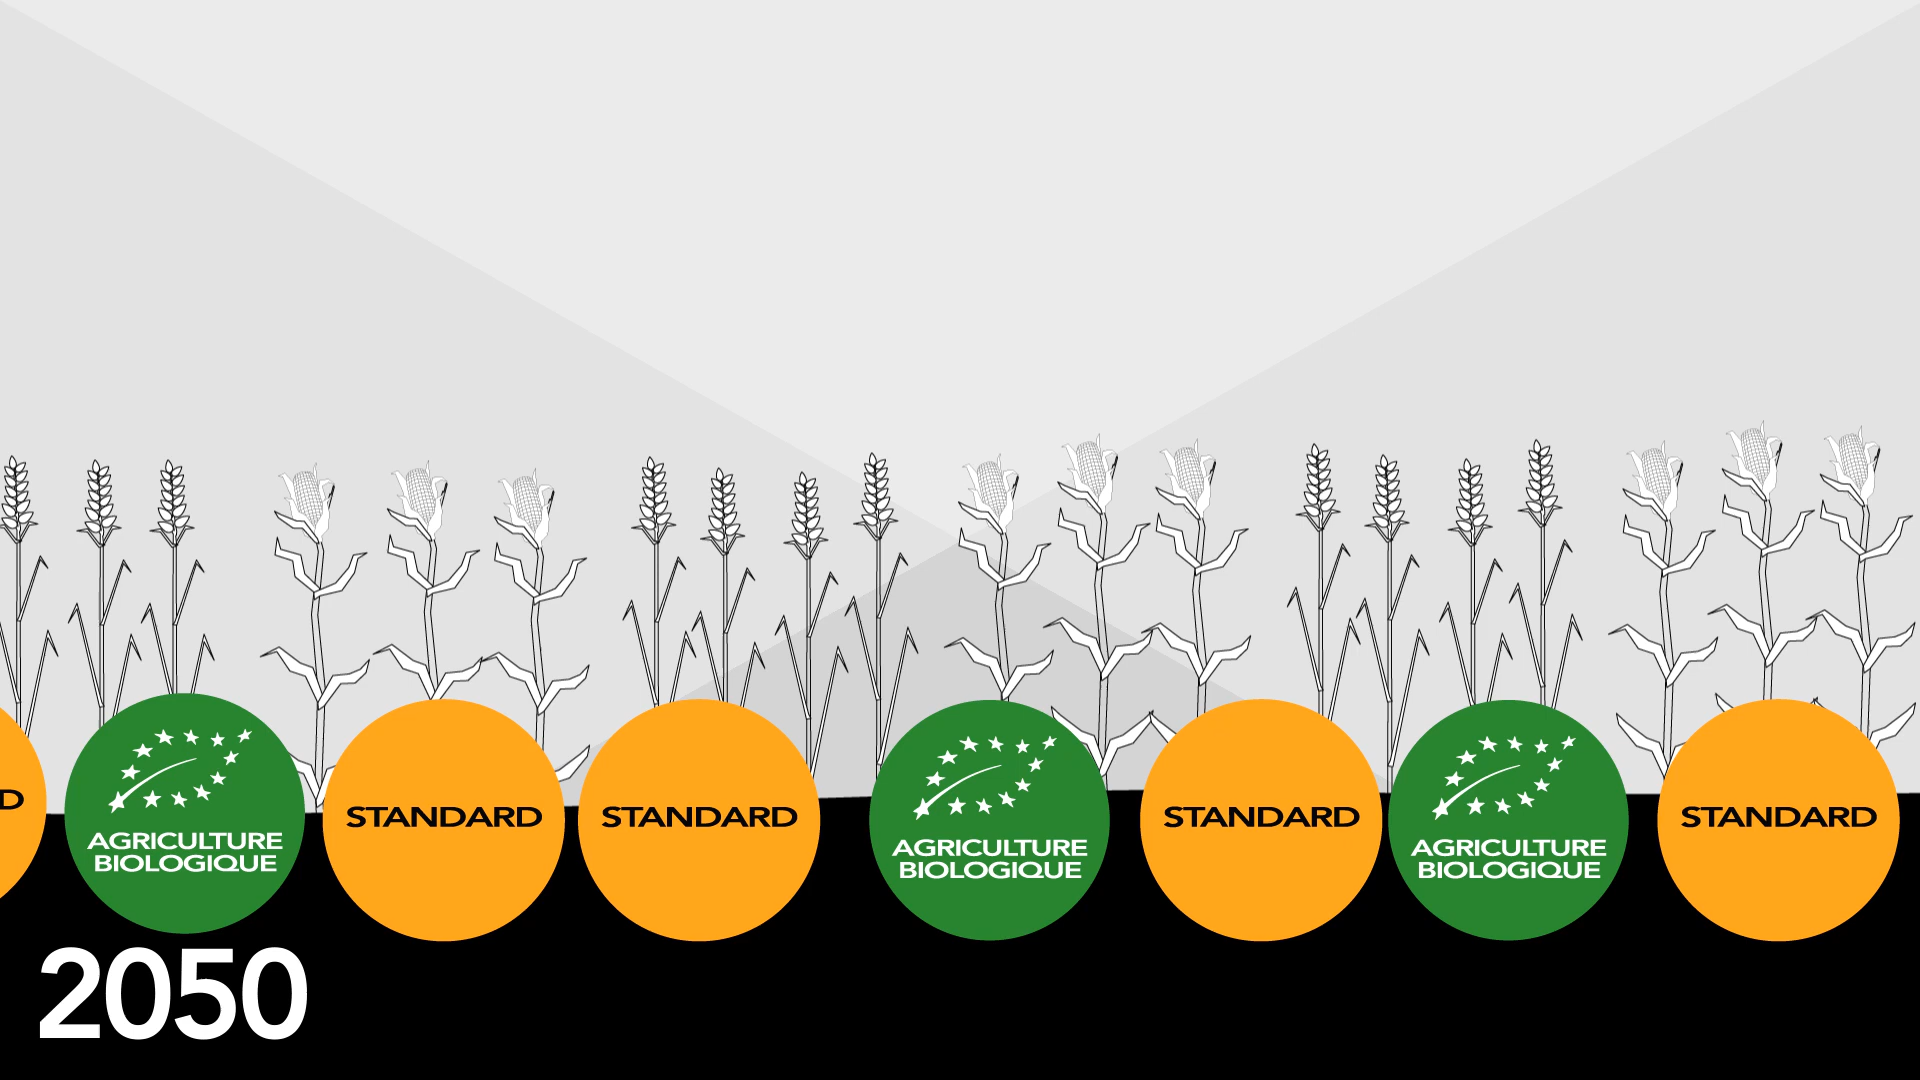 D
AGRICULTURE
BIOLOGIQUE
STANDARD
STANDARD
AGRICULTURE
BIOLOGIQUE
STANDARD
AGRICULTURE
BIOLOGIQUE
STANDARD
2050